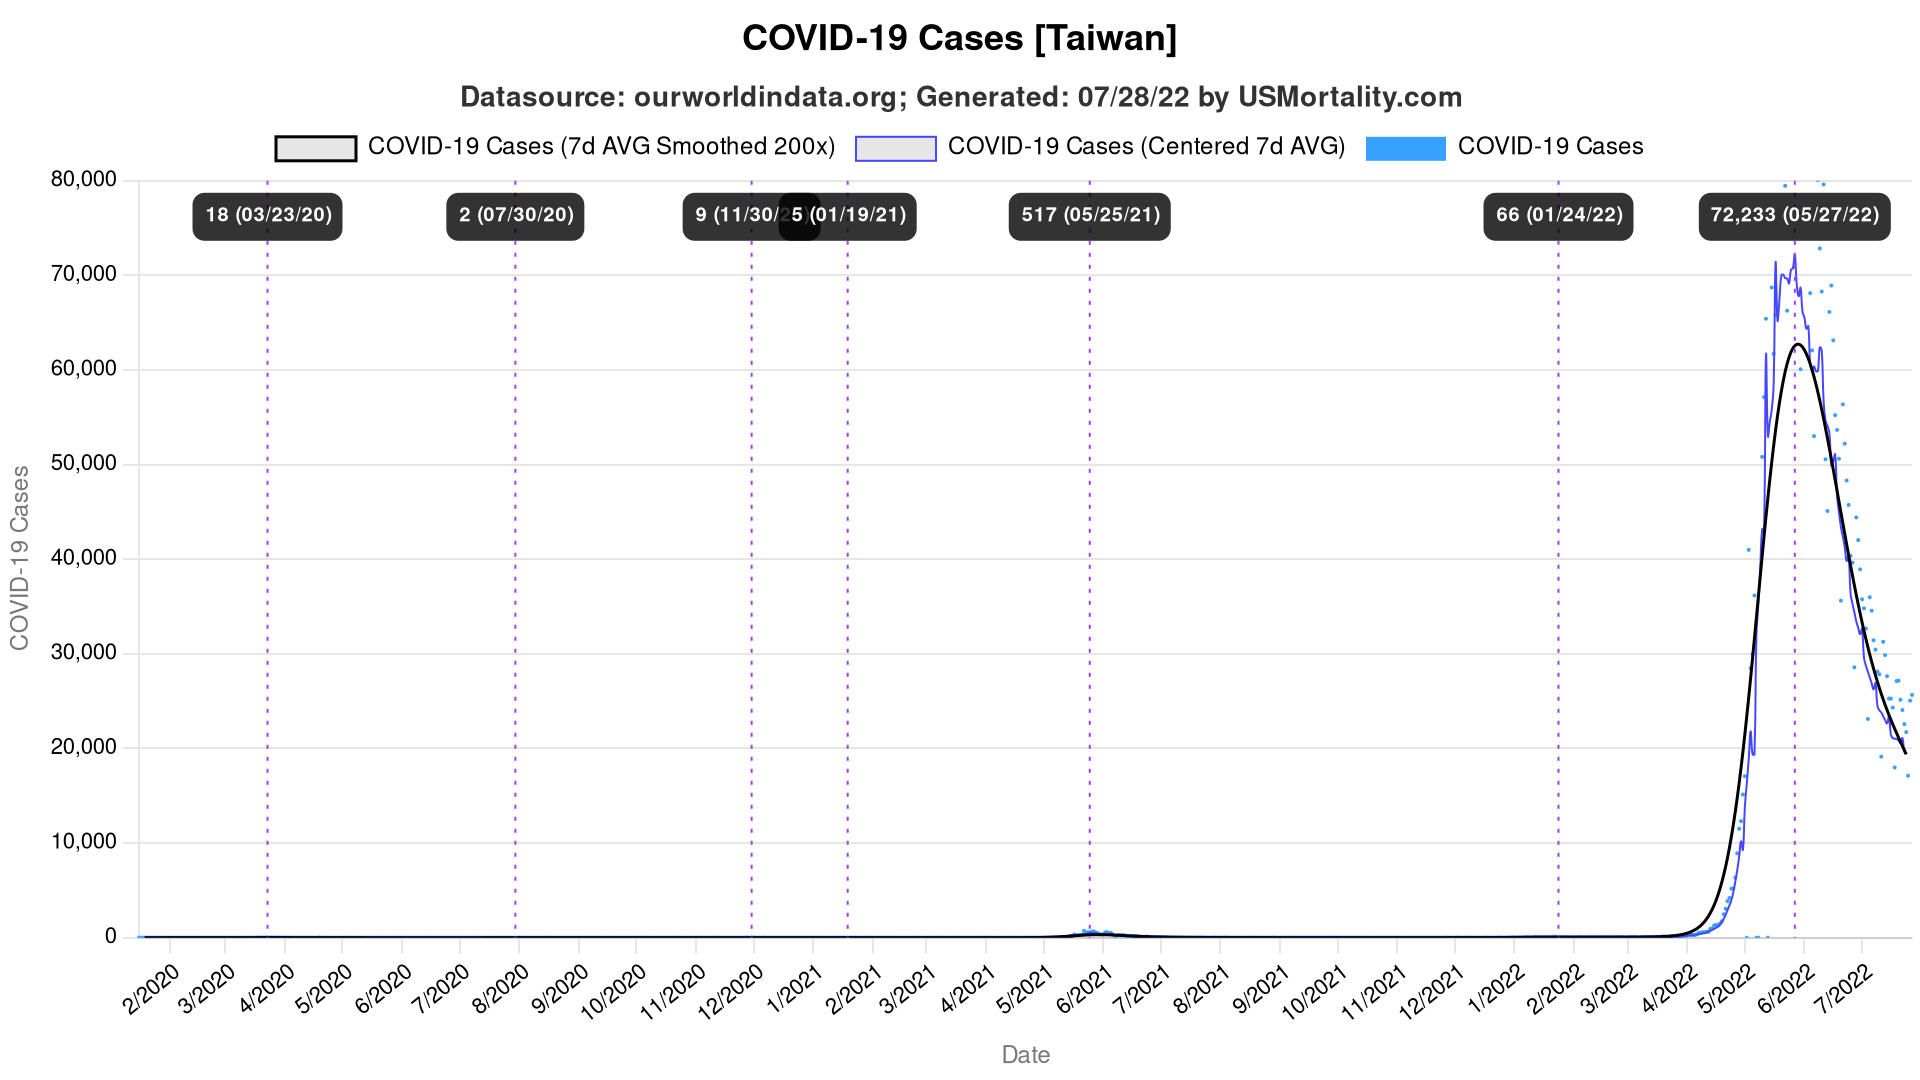 COVID-19 Cases [Taiwan]
Datasource: ourworldindata.org; Generated: 07/28/22 by USMortality.com
COVID-19 Cases (7d AVG Smoothed 200x) COVID-19 Cases (Centered 7d AVG) COVID-19 Cases
80,000
18 (03/23/20) 2 (07/30/20) 9 (11/30/ 5 (01/19/21) 517 (05/25/21) 66 (01/24/22) 72,233 (05/27/22)
70,000
60,000
50,000
40,000
30,000
20,000
10,000
0
COVID-19 Cases
2/2020 3/2020 4/2020 5/2020 6/2020 7/2020 8/2020 9/2020 10/2020 11/2020 12/2020 1/2021 2/2021 3/2021 4/2021 5/2021 6/2021 7/2021 8/2021 9/2021 10/2021 11/2021 12/2021 1/2022 2/2022 3/2022 4/2022 5/2022 6/2022 7/2022
Date